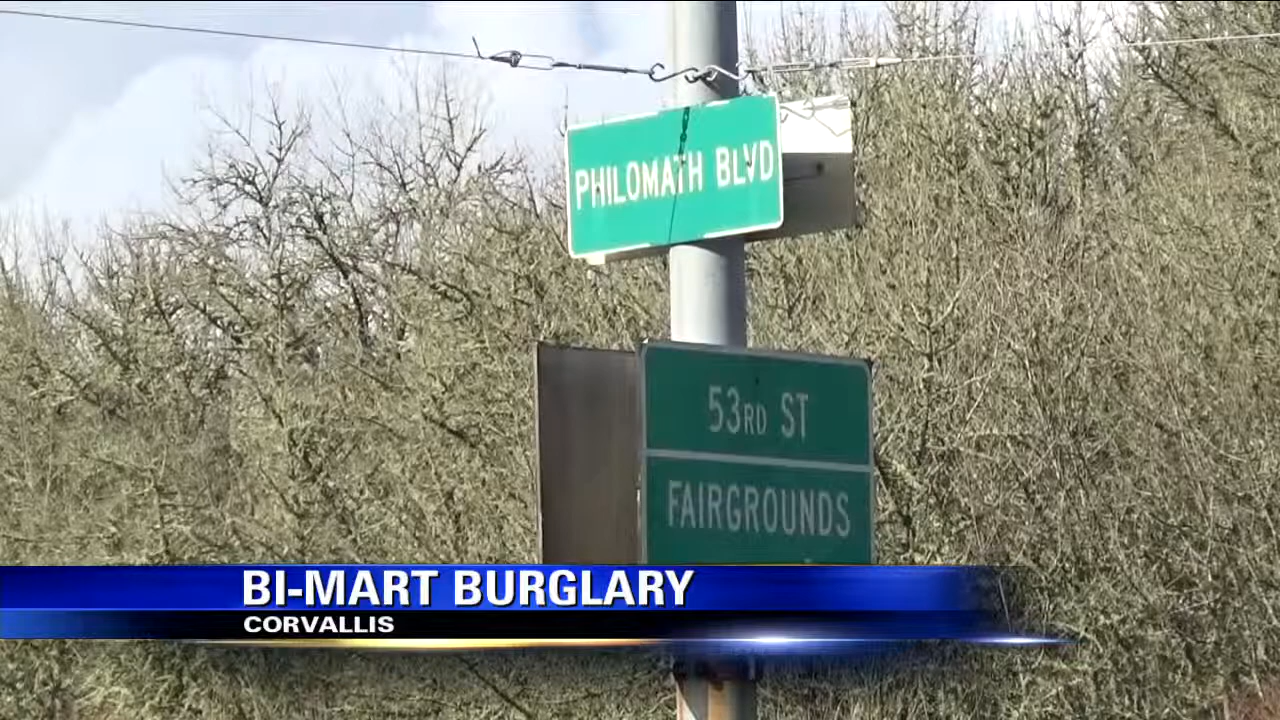 PHILOMATH BLVD
53RD ST
FAIRGROUNDS
BI-MART BURGLARY
CORVALLIS